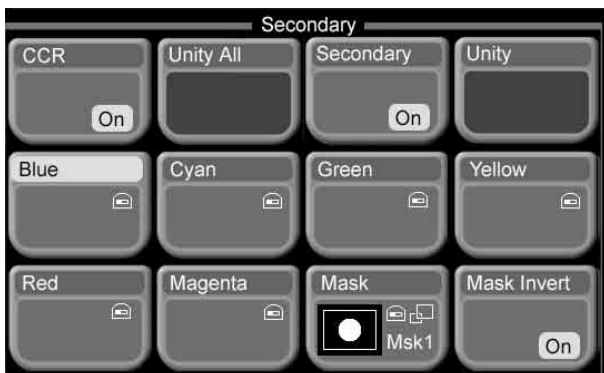 Secondary
CCR Unity All Secondary Unity
On On
Blue Cyan Green Yellow
Red Magenta Mask Mask Invert
Msk1 On